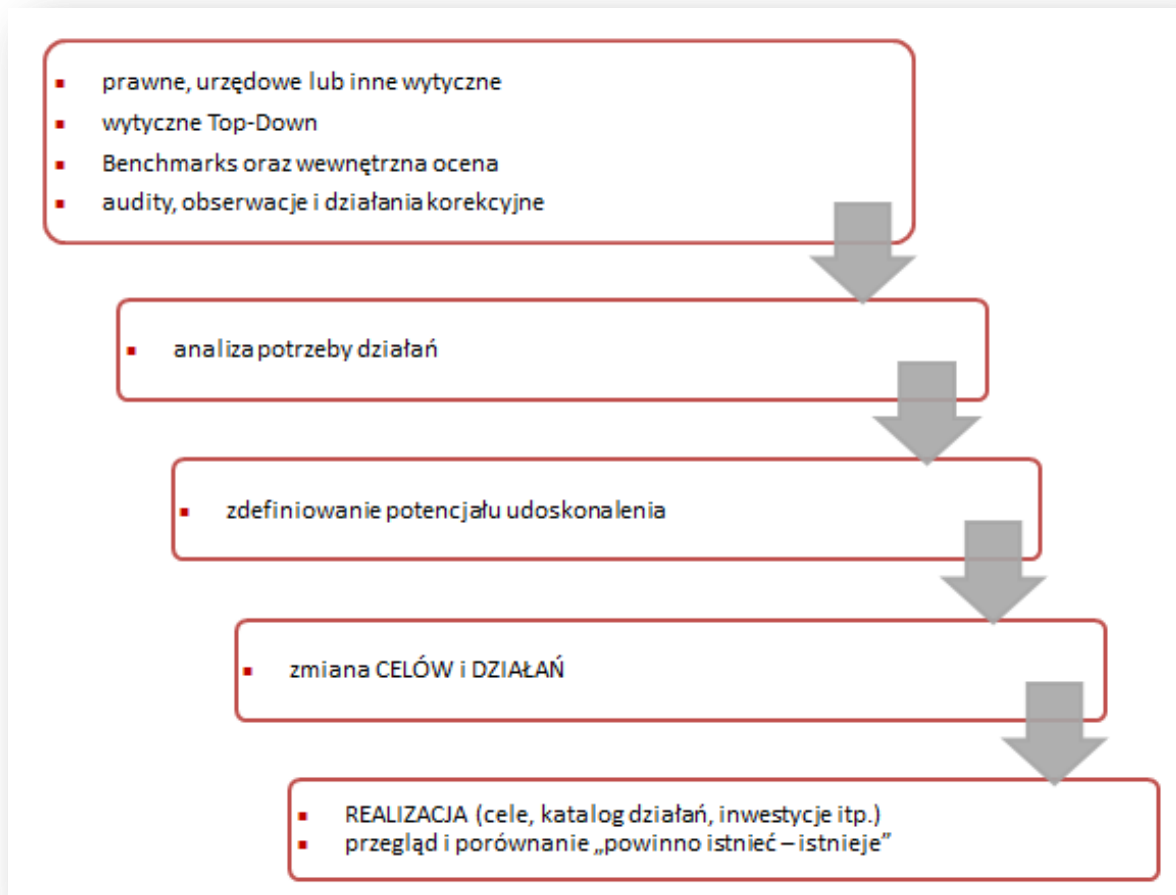 prawne, urzędowe lub inne wytyczne
wytyczne Top-Down
Benchmarks oraz wewnętrzna ocena
audity, obserwacje i działania korekcyjne
analiza potrzeby działań
zdefiniowanie potencjału udoskonalenia
zmiana CELÓW i DZIAŁAŃ
REALIZACJA (cele, katalog działań, inwestycje itp.)
przegląd i porównanie „powinno istnieć – istnieje”